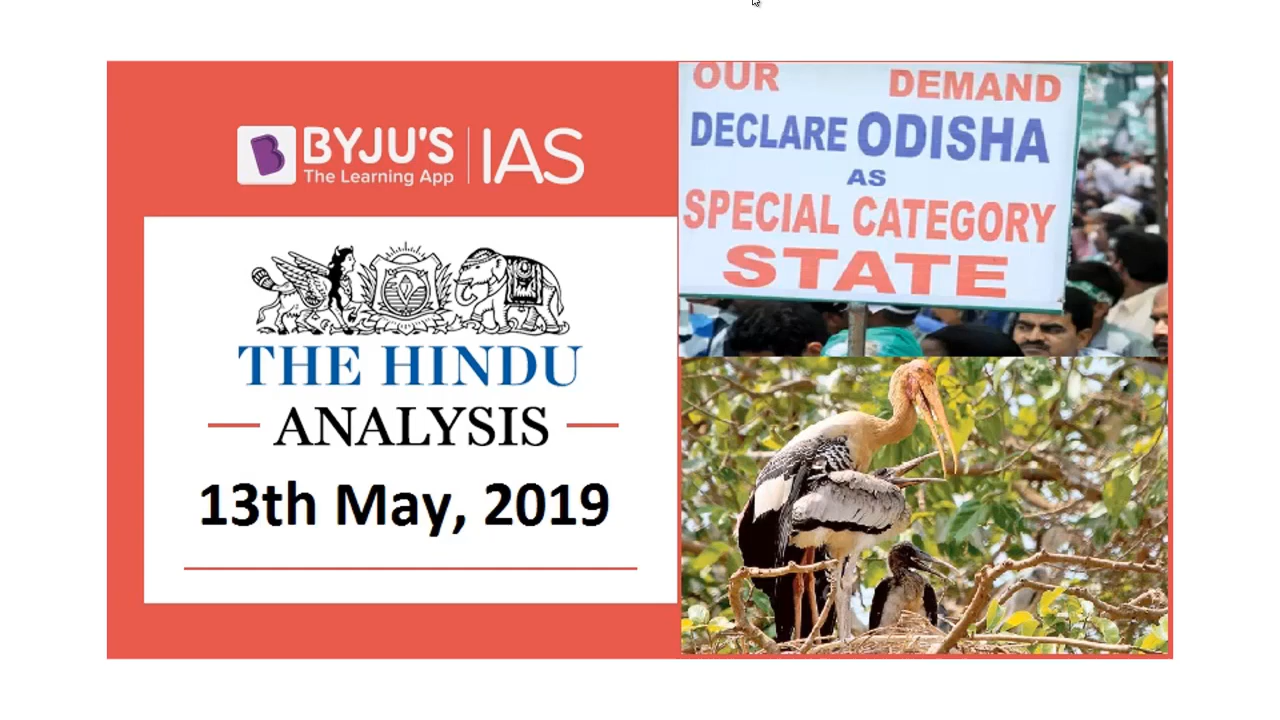 BYJU'S
The Learning App
IAS
THE HINDU
ANALYSIS
13th May, 2019
OUR DEMAND
DECLARE ODISHA
AS
SPECIAL CATEGORY
STATE